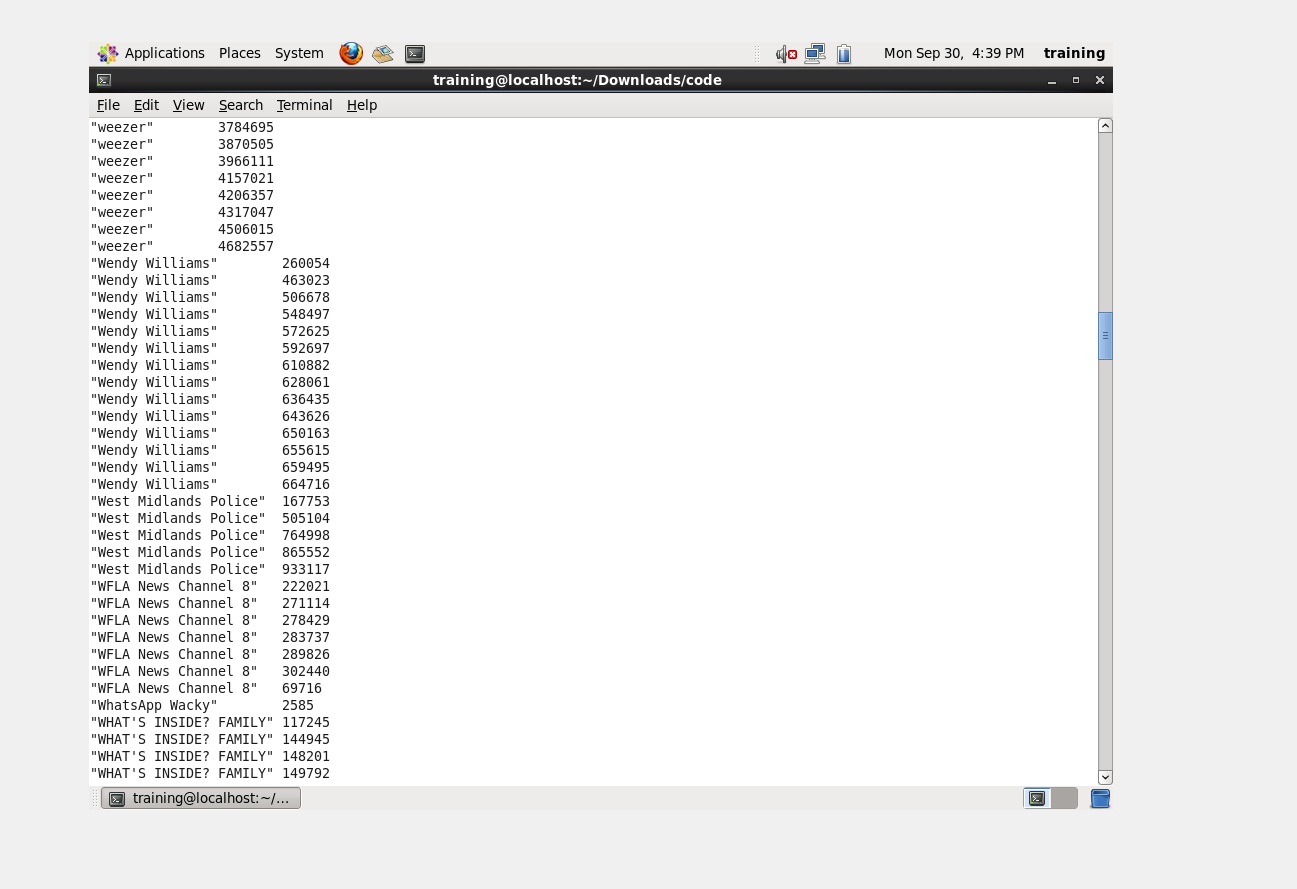 Applications Places System Mon Sep 30, 4:39 PM training
training@localhost:~/Downloads/code
File Edit View Search Terminal Help
"weezer" 3784695
"weezer" 3870505
"weezer" 3966111
"weezer" 4157021
"weezer" 4206357
"weezer" 4317047
"weezer" 4506015
"weezer" 4682557
"Wendy Williams" 260054
"Wendy Williams" 463023
"Wendy Williams" 506678
"Wendy Williams" 548497
"Wendy Williams" 572625
"Wendy Williams" 592697
"Wendy Williams" 610882
"Wendy Williams" 628061
"Wendy Williams" 636435
"Wendy Williams" 643626
"Wendy Williams" 650163
"Wendy Williams" 655615
"Wendy Williams" 659495
"Wendy Williams" 664716
"West Midlands Police" 167753
"West Midlands Police" 505104
"West Midlands Police" 764998
"West Midlands Police" 865552
"West Midlands Police" 933117
"WFLA News Channel 8" 222021
"WFLA News Channel 8" 271114
"WFLA News Channel 8" 278429
"WFLA News Channel 8" 283737
"WFLA News Channel 8" 289826
"WFLA News Channel 8" 302440
"WFLA News Channel 8" 69716
"WhatsApp Wacky" 2585
"WHAT'S INSIDE? FAMILY" 117245
"WHAT'S INSIDE? FAMILY" 144945
"WHAT'S INSIDE? FAMILY" 148201
"WHAT'S INSIDE? FAMILY" 149792
training@localhost:~/...